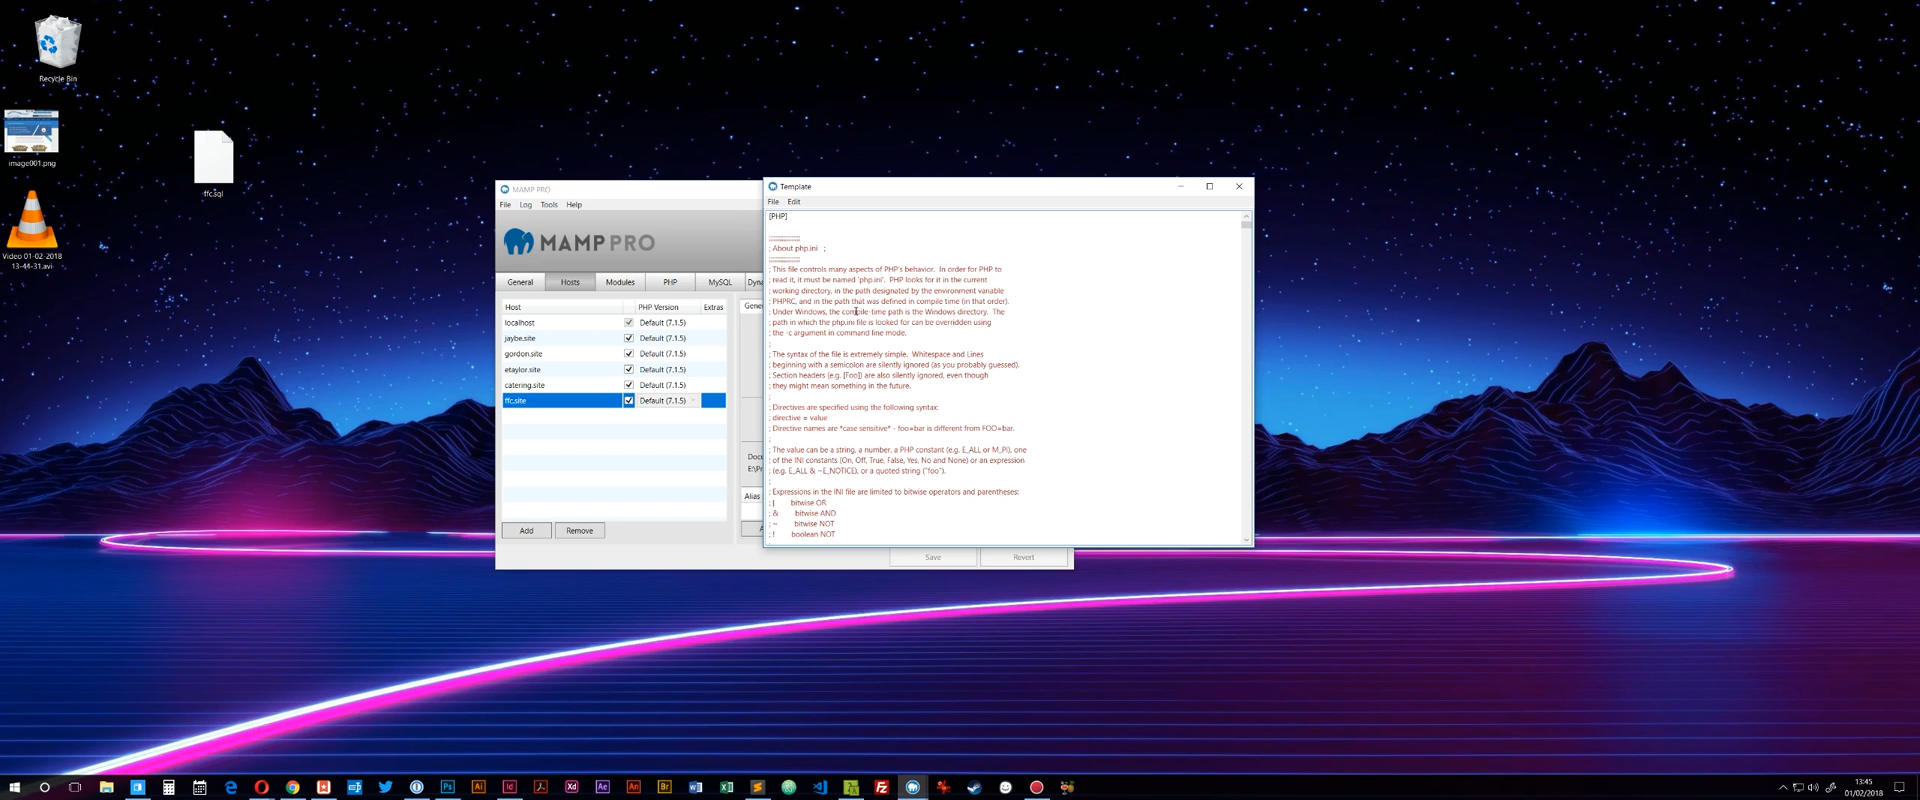 Recycle Bin
image001.png
Video 01-02-2018
13-44-31.avi
ffc.sql
MAMP PRO
File Log Tools Help
MAMP PRO
General Hosts Modules PHP MySQL
Host PHP Version Extras
localhost Default (7.1.5)
jaybe.site Default (7.1.5)
gordon.site Default (7.1.5)
etaylor.site Default (7.1.5)
catering.site Default (7.1.5)
ffc.site Default (7.1.5)
Add Remove
Alias
Save Revert
Template
File Edit
[PHP]
;;;;;;;;;;;;;;;;;;;
; About php.ini   ;
;;;;;;;;;;;;;;;;;;;
; This file controls many aspects of PHP's behavior.  In order for PHP to
; read it, it must be named 'php.ini'.  PHP looks for it in the current
; working directory, in the path designated by the environment variable
; PHPRC, and in the path that was defined in compile time (in that order).
; Under Windows, the compile-time path is the Windows directory.  The
; path in which the php.ini file is looked for can be overridden using
; the -c argument in command line mode.
;
; The syntax of the file is extremely simple.  Whitespace and Lines
; beginning with a semicolon are silently ignored (as you probably guessed).
; Section headers (e.g. [Foo]) are also silently ignored, even though
; they might mean something in the future.
;
; Directives are specified using the following syntax:
; directive = value
; Directive names are *case sensitive* - foo=bar is different from FOO=bar.
;
; The value can be a string, a number, a PHP constant (e.g. E_ALL or M_PI), one
; of the INI constants (On, Off, True, False, Yes, No and None) or an expression
; (e.g. E_ALL & ~E_NOTICE), or a quoted string ("foo").
;
; Expressions in the INI file are limited to bitwise operators and parentheses:
; |        bitwise OR
; &        bitwise AND
; ~        bitwise NOT
; !        boolean NOT
13:45
01/02/2018